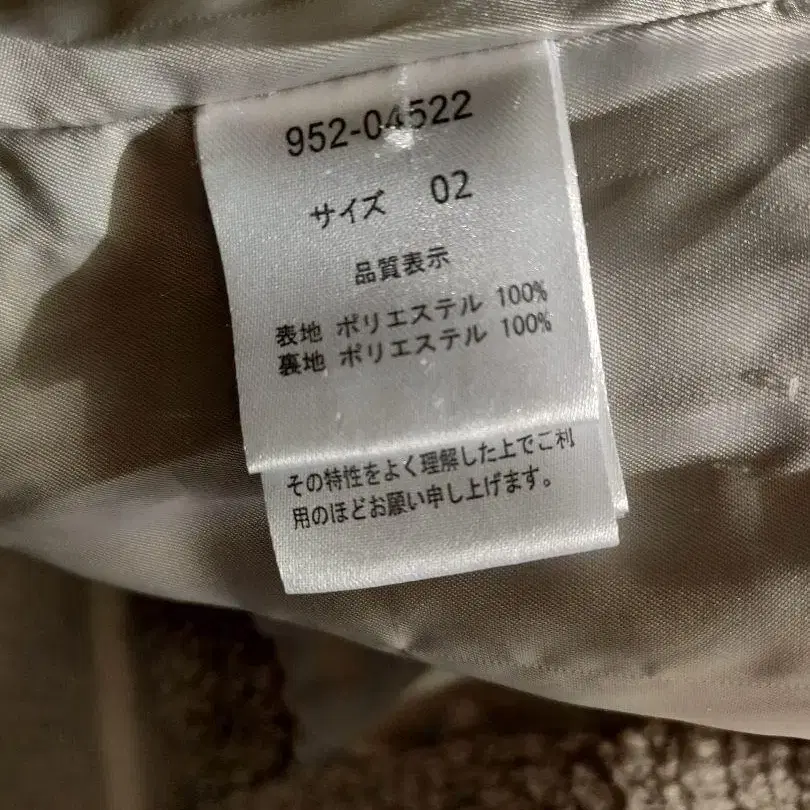 952-04522
サイズ 02
品質表示
表地 ポリエステル 100%
裏地 ポリエステル 100%
その特性をよく理解した上でご利
用のほどお願い申し上げます。